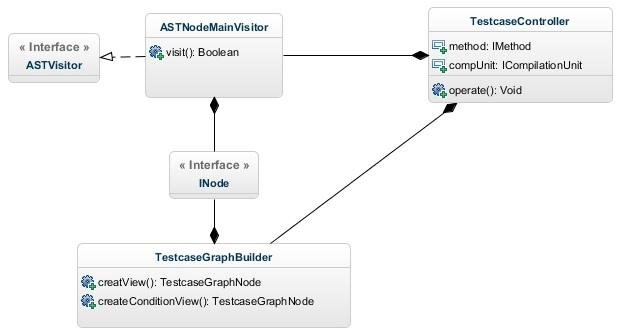 « Interface »
ASTVisitor
ASTNodeMainVisitor
visit(): Boolean
TestcaseController
method: IMethod
compUnit: ICompilationUnit
operate(): Void
« Interface »
INode
TestcaseGraphBuilder
creatView(): TestcaseGraphNode
createConditionView(): TestcaseGraphNode